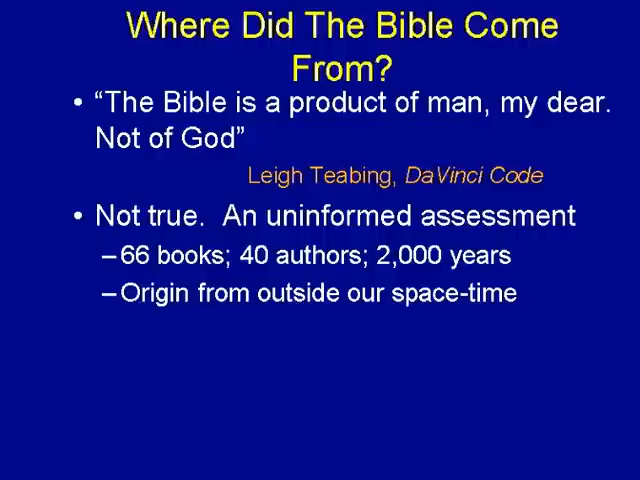 Where Did The Bible Come
From?
• “The Bible is a product of man, my dear.
Not of God”
Leigh Teabing, DaVinci Code
• Not true. An uninformed assessment
–66 books; 40 authors; 2,000 years
–Origin from outside our space-time